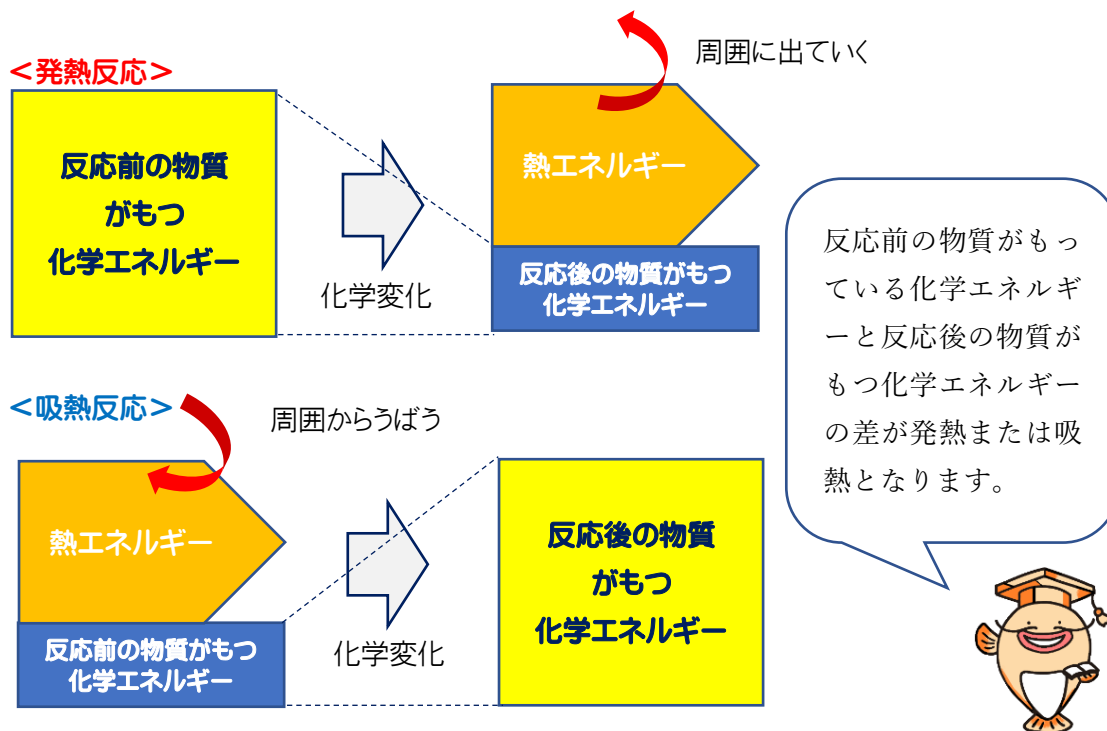 ＜発熱反応＞
反応前の物質
がもつ
化学エネルギー
化学変化
周囲に出ていく
熱エネルギー
反応後の物質がもつ
化学エネルギー
＜吸熱反応＞
周囲からうばう
熱エネルギー
反応前の物質がもつ
化学エネルギー
化学変化
反応後の物質
がもつ
化学エネルギー
反応前の物質がもっ
ている化学エネルギ
ーと反応後の物質が
もつ化学エネルギー
の差が発熱または吸
熱となります。